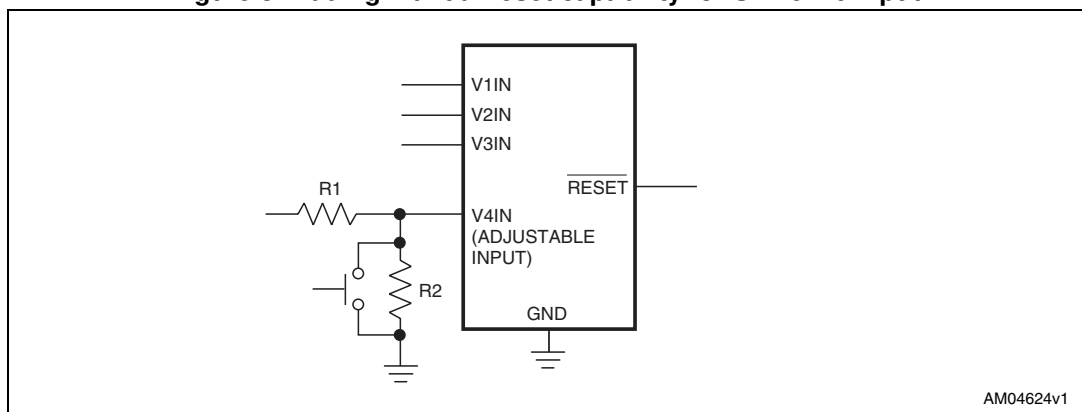 V1IN
V2IN
V3IN
RESET
R1
V4IN
(ADJUSTABLE
INPUT)
R2
GND
AM04624v1